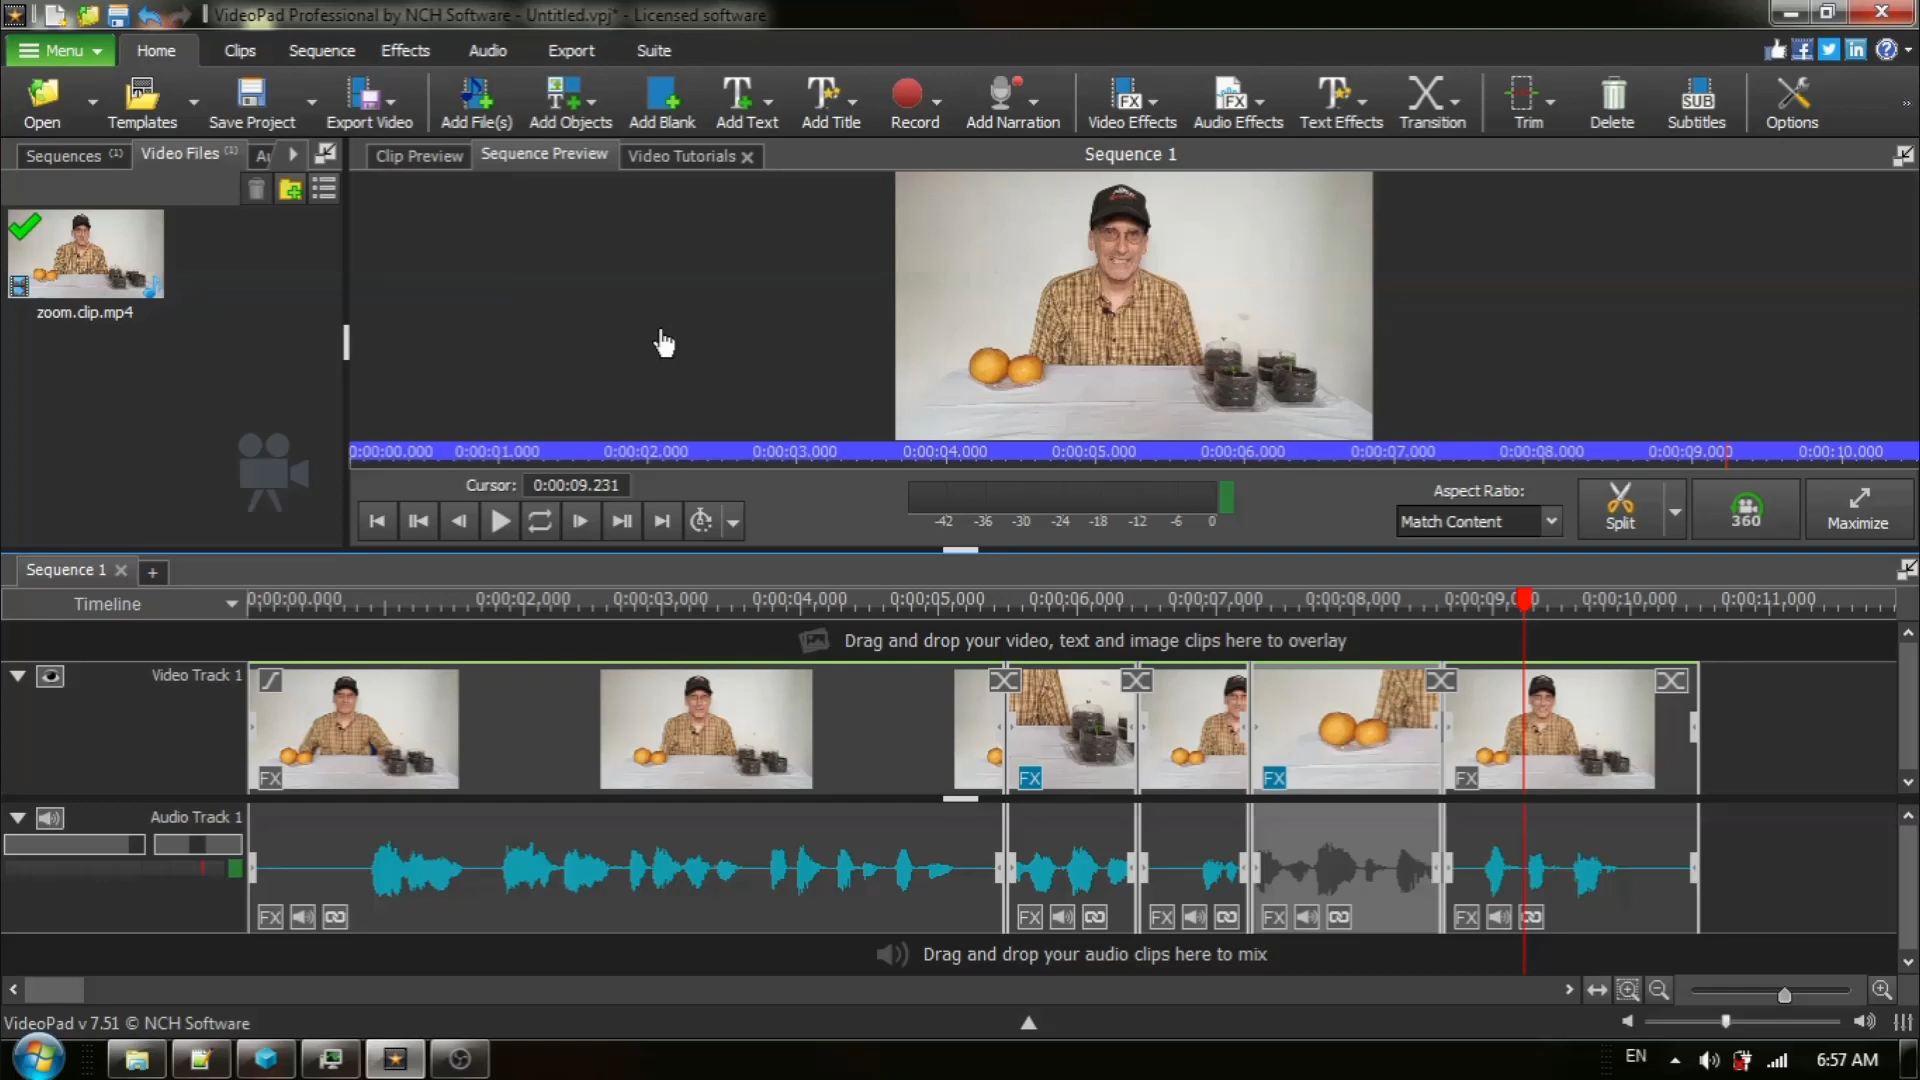 VideoPad Professional by NCH Software - Untitled.vpj* - Licensed software
Menu Home Clips Sequence Effects Audio Export Suite
Open Templates Save Project Export Video Add File(s) Add Objects Add Blank Add Text Add Title Record Add Narration Video Effects Audio Effects Text Effects Transition Trim Delete Subtitles Options
Sequences (1) Video Files (1) Clip Preview Sequence Preview Video Tutorials Sequence 1
zoom.clip.mp4
0:00:00.000 0:00:01.000 0:00:02.000 0:00:03.000 0:00:04.000 0:00:05.000 0:00:06.000 0:00:07.000 0:00:08.000 0:00:09.000 0:00:10.000
Cursor: 0:00:09.231
-42 -36 -30 -24 -18 -12 -6 0
Aspect Ratio:
Match Content
Split
360
Maximize
Sequence 1
Timeline 0:00:00.000 0:00:02,000 0:00:03,000 0:00:04,000 0:00:05,000 0:00:06,000 0:00:07,000 0:00:08,000 0:00:10,000 0:00:11,000
Drag and drop your video, text and image clips here to overlay
Video Track 1
FX FX FX FX
Audio Track 1
FX FX FX FX FX
Drag and drop your audio clips here to mix
VideoPad v 7.51 © NCH Software
EN 6:57 AM